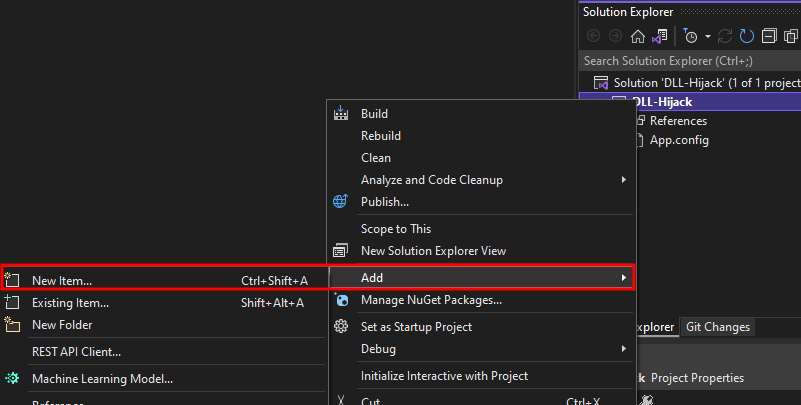 Solution Explorer
Search Solution Explorer (Ctrl+;)
Solution 'DLL-Hijack' (1 of 1 project
DLL-Hijack
References
App.config
Build
Rebuild
Clean
Analyze and Code Cleanup
Publish...
Scope to This
New Solution Explorer View
Add
Manage NuGet Packages...
Set as Startup Project
Debug
Initialize Interactive with Project
Cut Ctrl+X
New Item... Ctrl+Shift+A
Existing Item... Shift+Alt+A
New Folder
REST API Client...
Machine Learning Model...
Reference...
xplorer Git Changes
k Project Properties